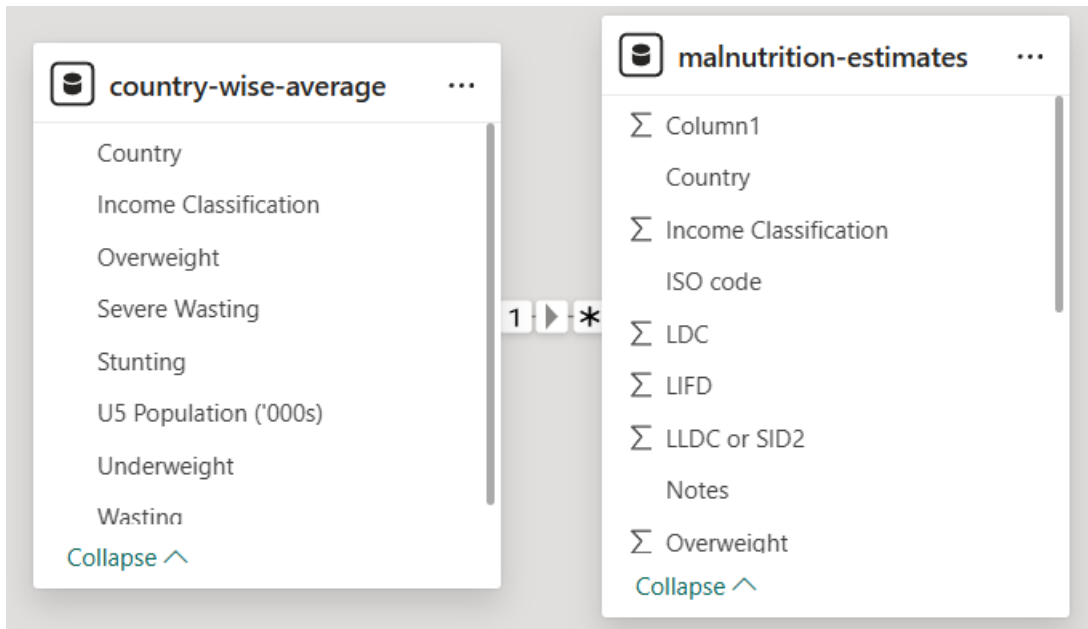 country-wise-average ...
Country
Income Classification
Overweight
Severe Wasting
Stunting
U5 Population ('000s)
Underweight
Wasting
Collapse
1
*
malnutrition-estimates ...
Σ Column1
Country
Σ Income Classification
ISO code
Σ LDC
Σ LIFD
Σ LLDC or SID2
Notes
Σ Overweight
Collapse